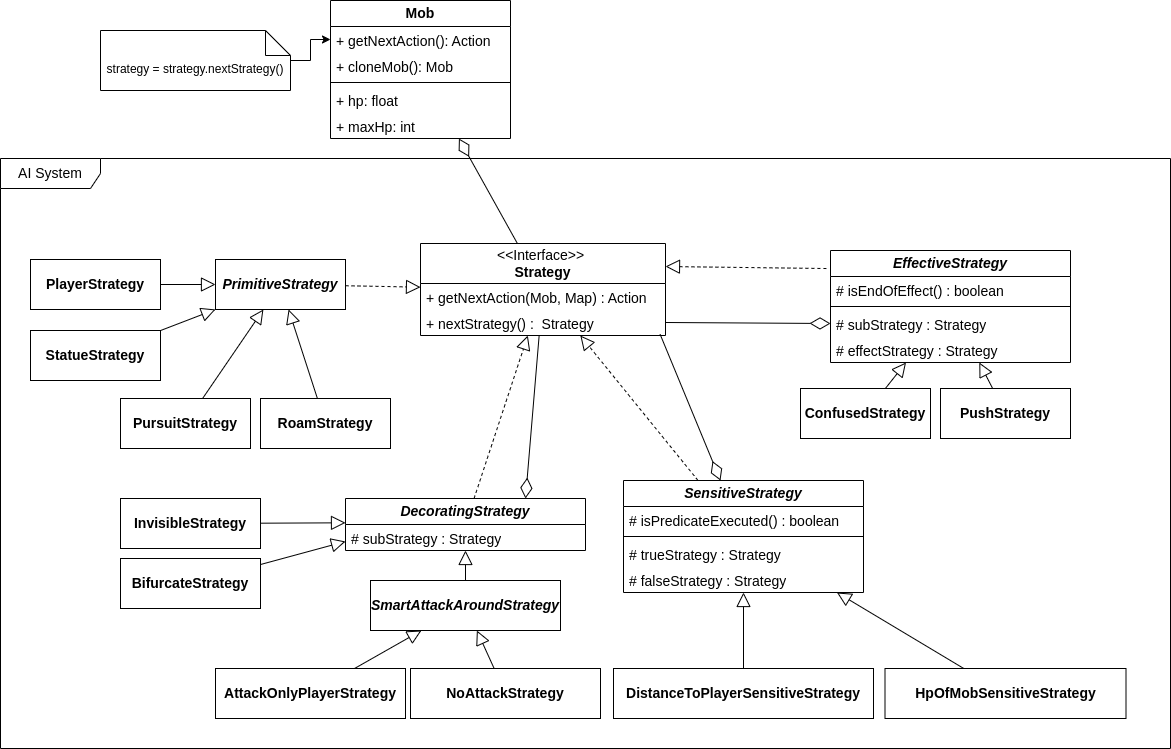 Mob
+ getNextAction(): Action
+ cloneMob(): Mob
+ hp: float
+ maxHp: int
strategy = strategy.nextStrategy()
AI System
<<Interface>>
Strategy
+ getNextAction(Mob, Map) : Action
+ nextStrategy() :  Strategy
PlayerStrategy
PrimitiveStrategy
StatueStrategy
PursuitStrategy
RoamStrategy
EffectiveStrategy
# isEndOfEffect() : boolean
# subStrategy : Strategy
# effectStrategy : Strategy
ConfusedStrategy
PushStrategy
InvisibleStrategy
BifurcateStrategy
DecoratingStrategy
# subStrategy : Strategy
SmartAttackAroundStrategy
AttackOnlyPlayerStrategy
NoAttackStrategy
SensitiveStrategy
# isPredicateExecuted() : boolean
# trueStrategy : Strategy
# falseStrategy : Strategy
DistanceToPlayerSensitiveStrategy
HpOfMobSensitiveStrategy